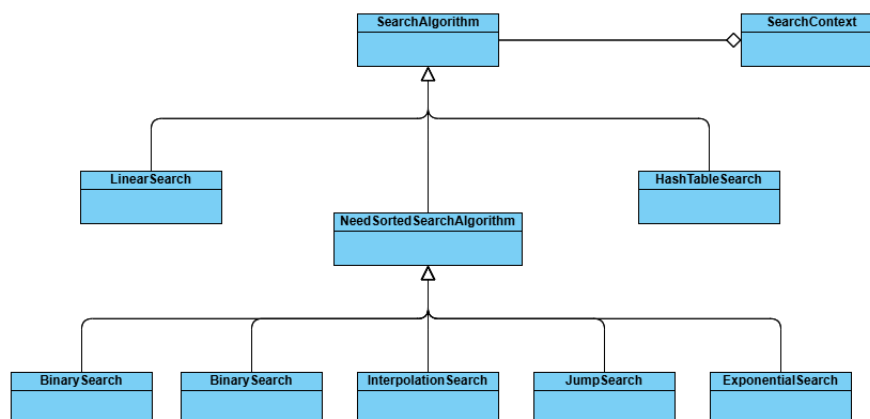 SearchAlgorithm
SearchContext
LinearSearch
HashTableSearch
NeedSortedSearchAlgorithm
BinarySearch
BinarySearch
InterpolationSearch
JumpSearch
ExponentialSearch